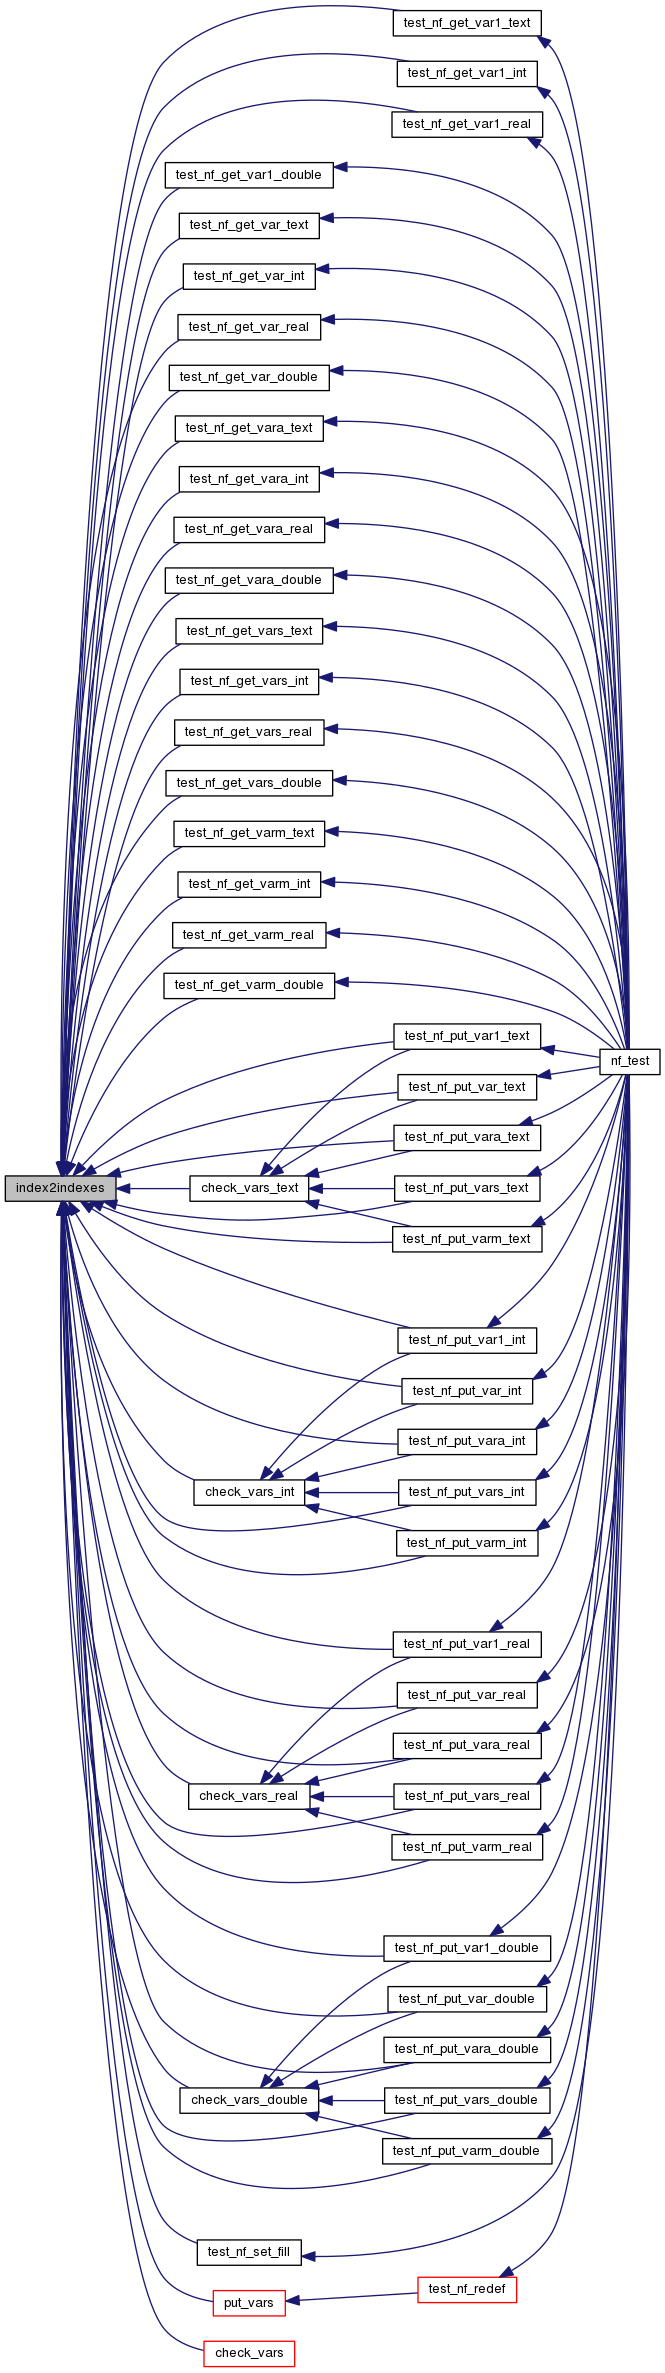 test_nf_get_var1_text
test_nf_get_var1_int
test_nf_get_var1_real
test_nf_get_var1_double
test_nf_get_var_text
test_nf_get_var_int
test_nf_get_var_real
test_nf_get_var_double
test_nf_get_vara_text
test_nf_get_vara_int
test_nf_get_vara_real
test_nf_get_vara_double
test_nf_get_vars_text
test_nf_get_vars_int
test_nf_get_vars_real
test_nf_get_vars_double
test_nf_get_varm_text
test_nf_get_varm_int
test_nf_get_varm_real
test_nf_get_varm_double
test_nf_put_var1_text
nf_test
test_nf_put_var_text
test_nf_put_vara_text
index2indexes
check_vars_text
test_nf_put_vars_text
test_nf_put_varm_text
test_nf_put_var1_int
test_nf_put_var_int
test_nf_put_vara_int
check_vars_int
test_nf_put_vars_int
test_nf_put_varm_int
test_nf_put_var1_real
test_nf_put_var_real
test_nf_put_vara_real
check_vars_real
test_nf_put_vars_real
test_nf_put_varm_real
test_nf_put_var1_double
test_nf_put_var_double
test_nf_put_vara_double
check_vars_double
test_nf_put_vars_double
test_nf_put_varm_double
test_nf_set_fill
test_nf_redef
put_vars
check_vars